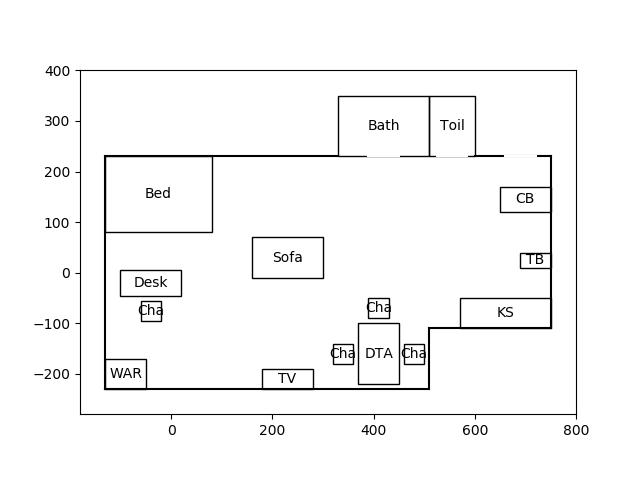 400
300
200
100
0
−100
−200
0
200
400
600
800
Bath
Toil
Bed
CB
Sofa
TB
Desk
Cha
Cha
KS
Cha
DTA
Cha
WAR
TV